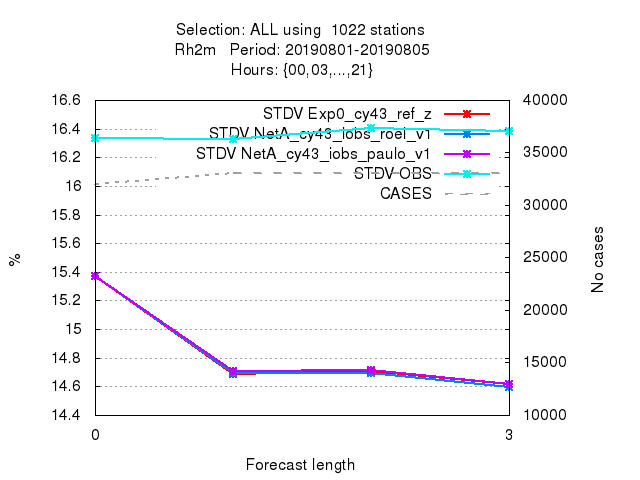 Selection: ALL using  1022 stations
Rh2m   Period: 20190801-20190805
Hours: {00,03,...,21}
16.6
16.4
16.2
16
15.8
15.6
15.4
15.2
15
14.8
14.6
14.4
%
STDV Exp0_cy43_ref_z
STDV NetA_cy43_iobs_roel_v1
STDV NetA_cy43_iobs_paulo_v1
STDV OBS
CASES
40000
35000
30000
25000
20000
15000
10000
No cases
0
3
Forecast length